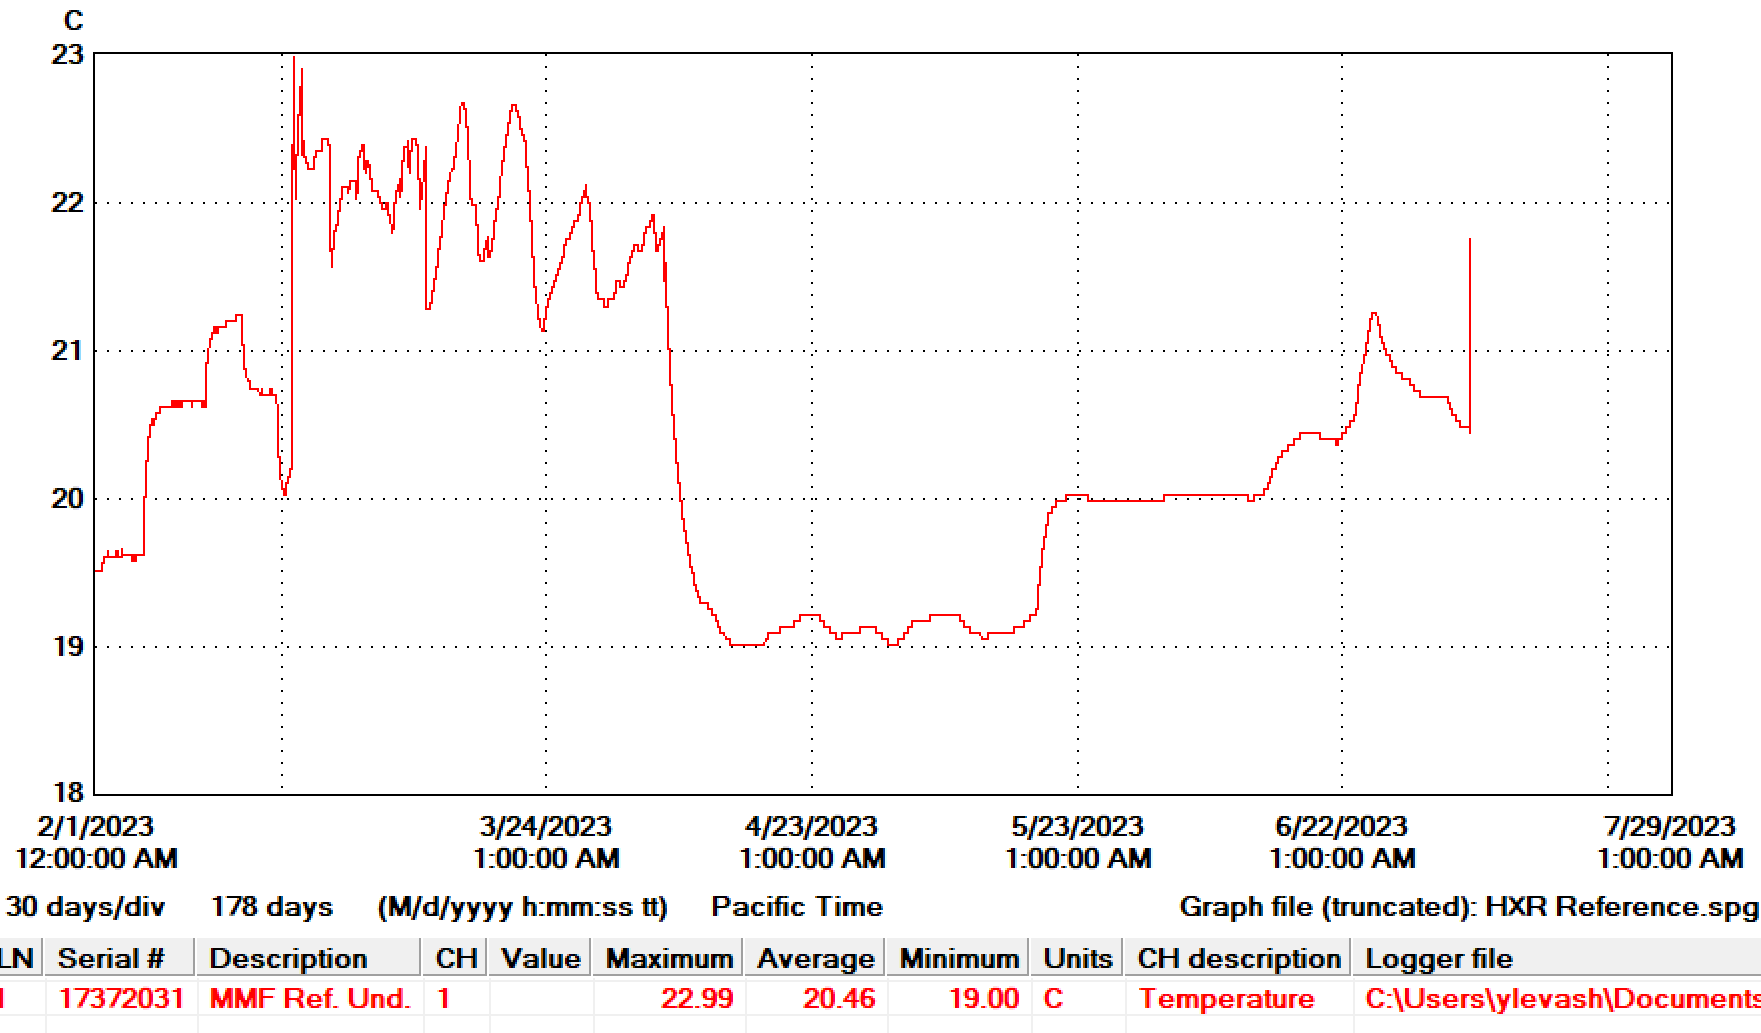 C
23
22
21
20
19
18
2/1/2023 3/24/2023 4/23/2023 5/23/2023 6/22/2023 7/29/2023
12:00:00 AM 1:00:00 AM 1:00:00 AM 1:00:00 AM 1:00:00 AM 1:00:00 AM
30 days/div 178 days (M/d/yyyy h:mm:ss tt) Pacific Time Graph file (truncated): HXR Reference.spg
LN Serial # Description CH Value Maximum Average Minimum Units CH description Logger file
17372031 MMF Ref. Und. 1 22.99 20.46 19.00 C Temperature C:\Users\ylevash\Documents